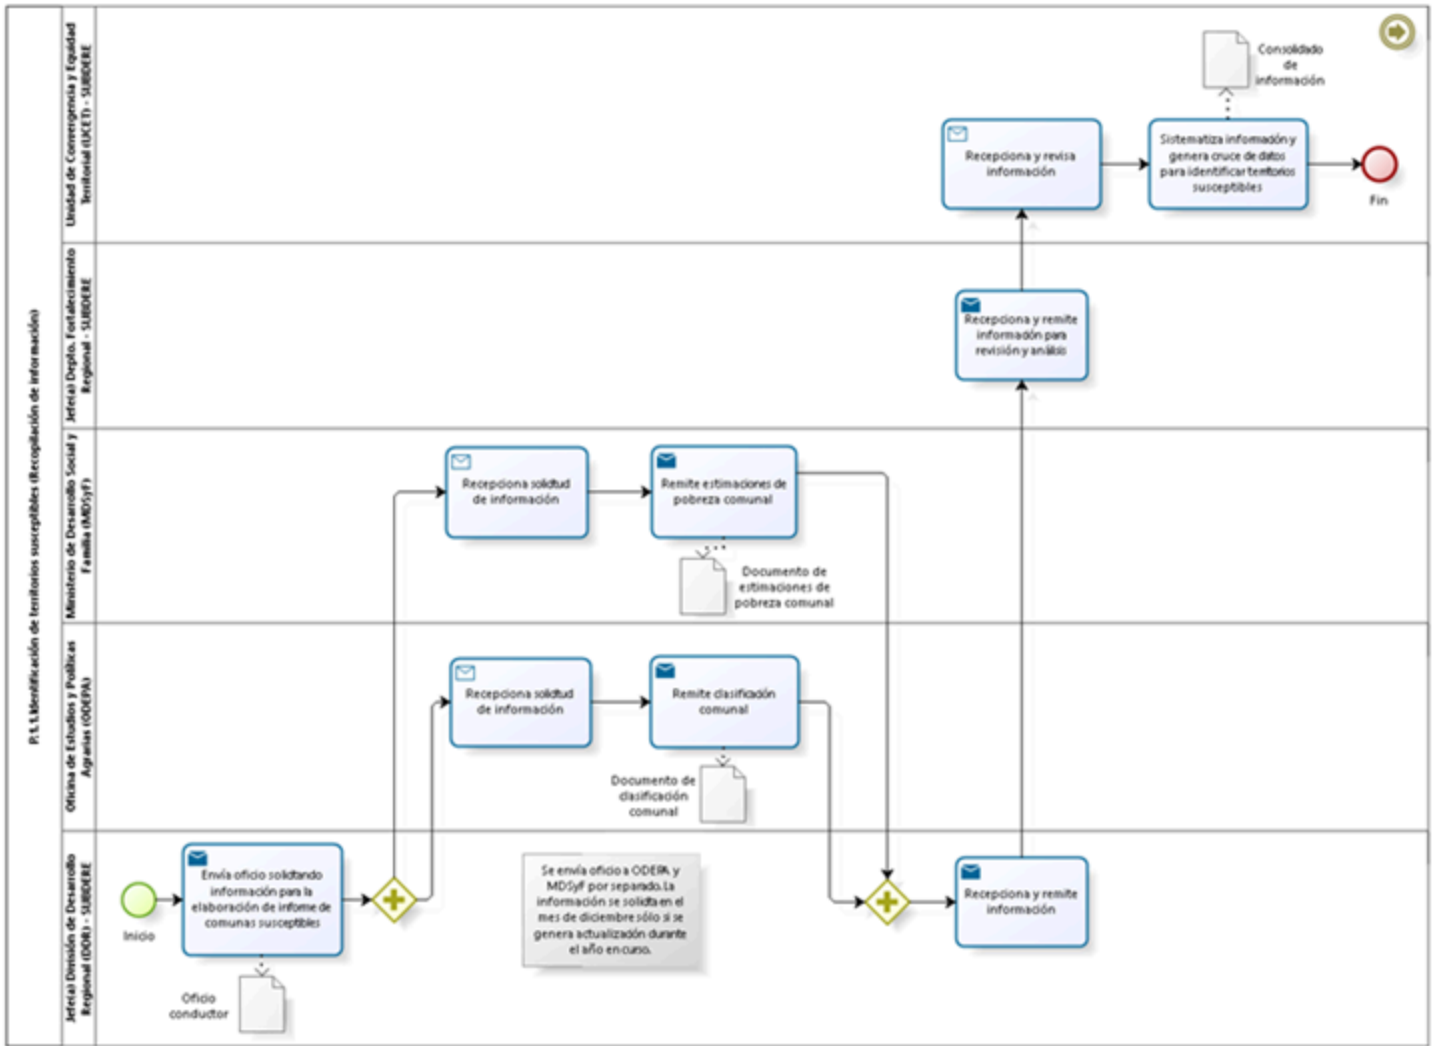 P.1.1.Identificación de territorios susceptibles (Recopilación de información)
Unidad de Convergencia y Equidad
Territorial (UCET) - SUBDERE
Consolidado
de
información
Recepciona y revisa
información
Sistematiza información y
genera cruce de datos
para identificar territorios
susceptibles
Fin
Jefe(a) Depto. Fortalecimiento
Regional - SUBDERE
Recepciona y remite
información para
revisión y análisis
Ministerio de Desarrollo Social y
Familia (MDSyF)
Recepciona solicitud
de información
Remite estimaciones de
pobreza comunal
Documento de
estimaciones de
pobreza comunal
Oficina de Estudios y Políticas
Agrarias (ODEPA)
Recepciona solicitud
de información
Remite clasificación
comunal
Documento de
clasificación
comunal
Jefe(a) División de Desarrollo
Regional (DDR) - SUBDERE
Inicio
Envía oficio solicitando
información para la
elaboración de informe de
comunas susceptibles
Oficio
conductor
Se envía oficio a ODEPA y
MDSyF por separado. La
información se solicita en el
mes de diciembre sólo si se
genera actualización durante
el año en curso.
Recepciona y remite
información